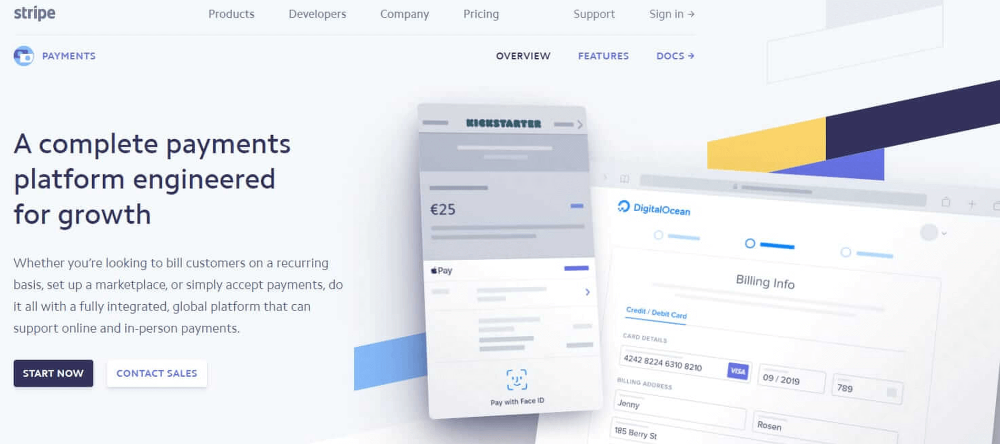 stripe
Products Developers Company Pricing Support Sign in →
PAYMENTS
OVERVIEW FEATURES DOCS →
A complete payments
platform engineered
for growth
Whether you’re looking to bill customers on a recurring
basis, set up a marketplace, or simply accept payments, do
it all with a fully integrated, global platform that can
support online and in-person payments.
START NOW CONTACT SALES
KICKSTARTER
€25
Pay
Pay with Face ID
DigitalOcean
Billing Info
Credit / Debit Card
CARD DETAILS
4242 8224 6310 8210 VISA 09 / 2019 789
BILLING ADDRESS
Jenny Rosen
185 Berry St